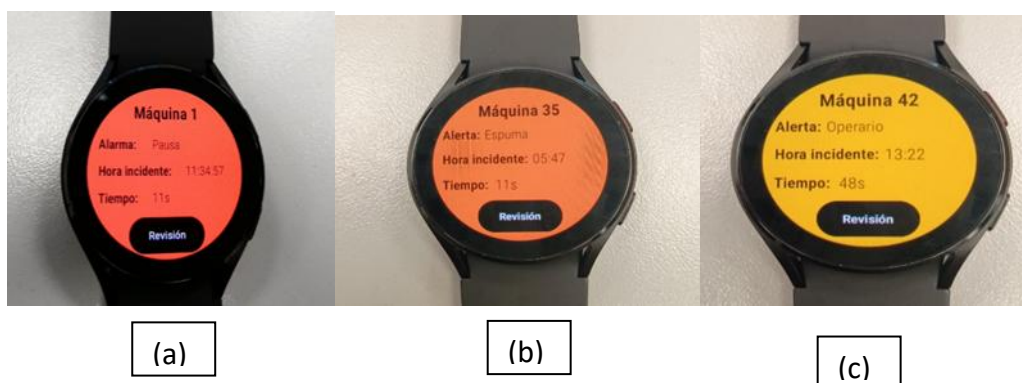 Máquina 1
Alarma: Pausa
Hora incidente: 11:34:57
Tiempo: 11s
Revisión
Máquina 35
Alerta: Espuma
Hora incidente: 05:47
Tiempo: 11s
Revisión
Máquina 42
Alerta: Operario
Hora incidente: 13:22
Tiempo: 48s
Revisión
(a)
(b)
(c)